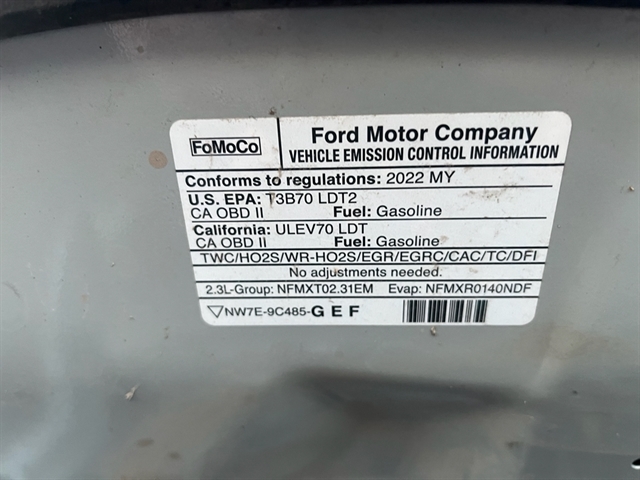 FoMoCo
Ford Motor Company
VEHICLE EMISSION CONTROL INFORMATION
Conforms to regulations: 2022 MY
U.S. EPA: T3B70 LDT2
CA OBD II Fuel: Gasoline
California: ULEV70 LDT
CA OBD II Fuel: Gasoline
TWC/HO2S/WR-HO2S/EGR/EGRC/CAC/TC/DFI
No adjustments needed.
2.3L-Group: NFMXT02.31EM Evap: NFMXR0140NDF
NW7E-9C485-G E F